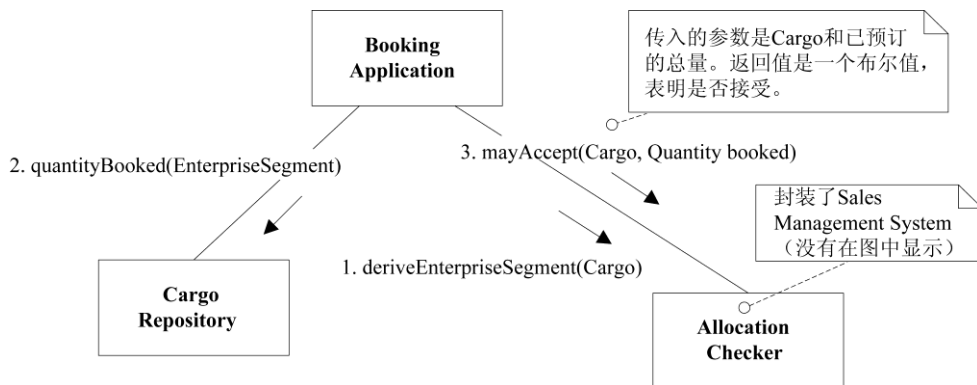 Booking
Application
传入的参数是Cargo和已预订
的总量。返回值是一个布尔值，
表明是否接受。
2. quantityBooked(EnterpriseSegment)
3. mayAccept(Cargo, Quantity booked)
封装了Sales
Management System
（没有在图中显示）
1. deriveEnterpriseSegment(Cargo)
Cargo
Repository
Allocation
Checker